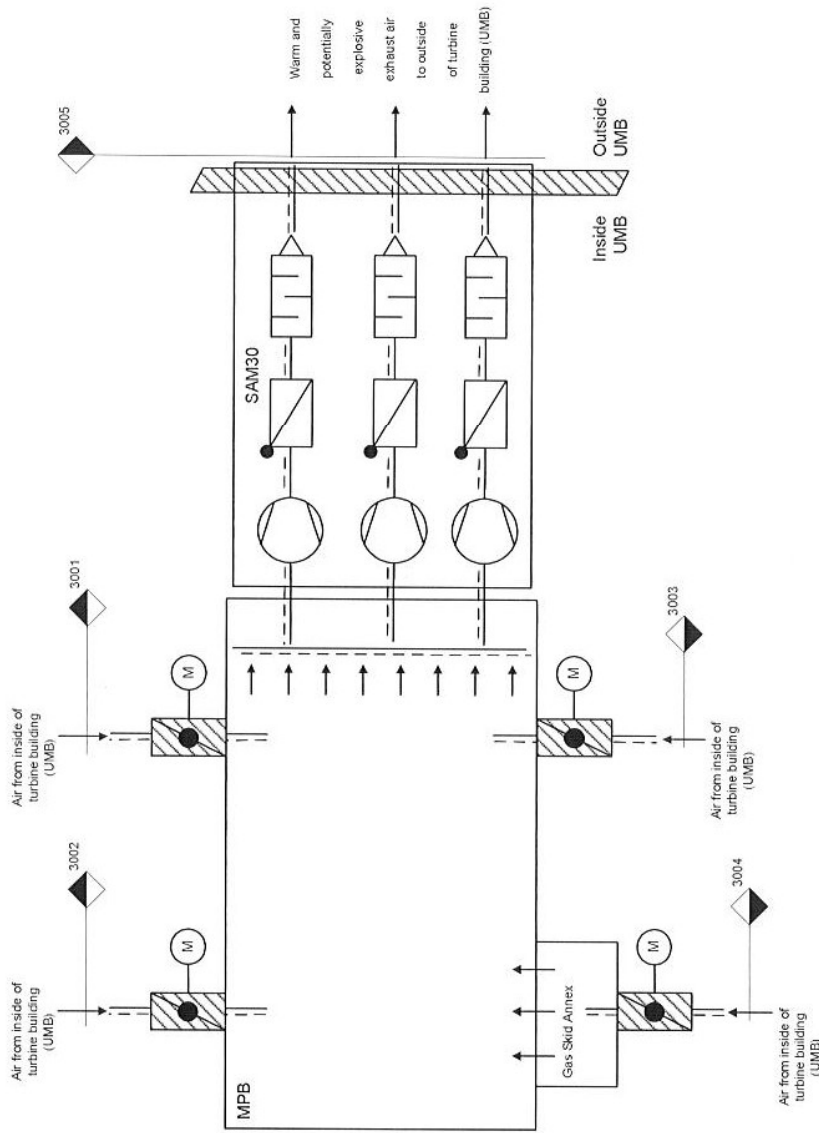 3002
3001
3005
Air from inside of
turbine building
(UMB)
Air from inside of
turbine building
(UMB)
M
M
MPB
SAM30
Warm and
potentially
explosive
exhaust air
to outside
of turbine
building (UMB)
Gas Skid Annex
Inside
UMB
Outside
UMB
M
M
Air from inside of
turbine building
(UMB)
3003
3004
Air from inside of
turbine building
(UMB)